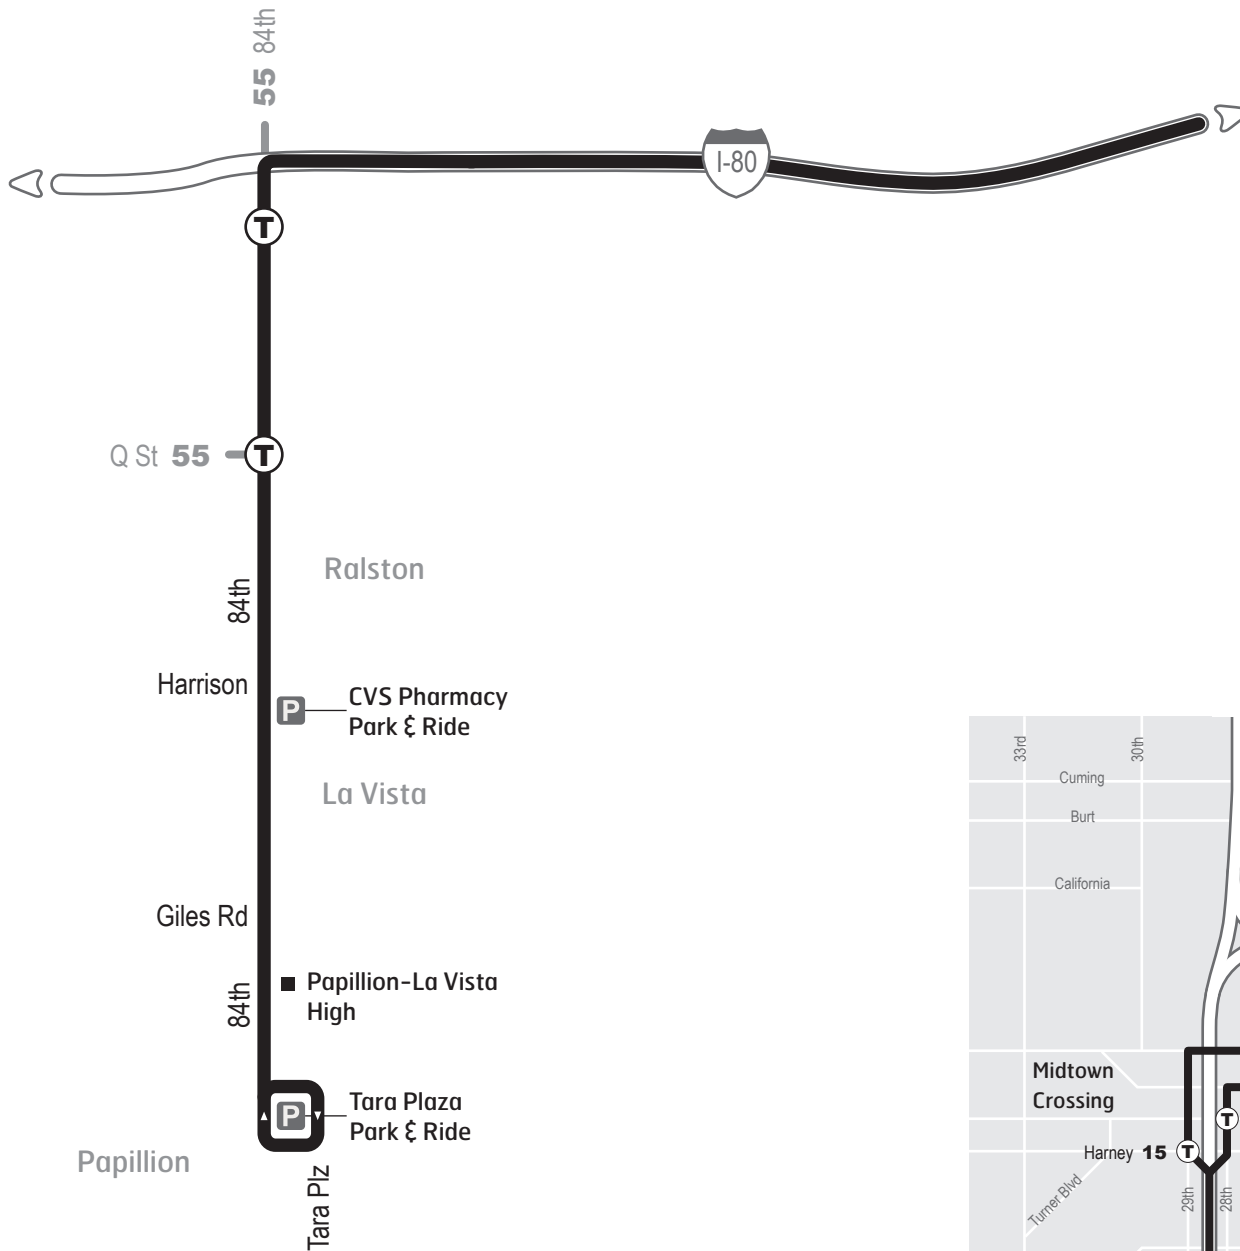 55 84th
I-80
T
Q St 55
T
Ralston
84th
Harrison
P
CVS Pharmacy
Park & Ride
La Vista
Giles Rd
84th
Papillion-La Vista
High
P
Tara Plaza
Park & Ride
Papillion
Tara Plz
33rd
30th
Cuming
Burt
California
Midtown
Crossing
T
Harney 15
T
Turner Blvd
29th
28th